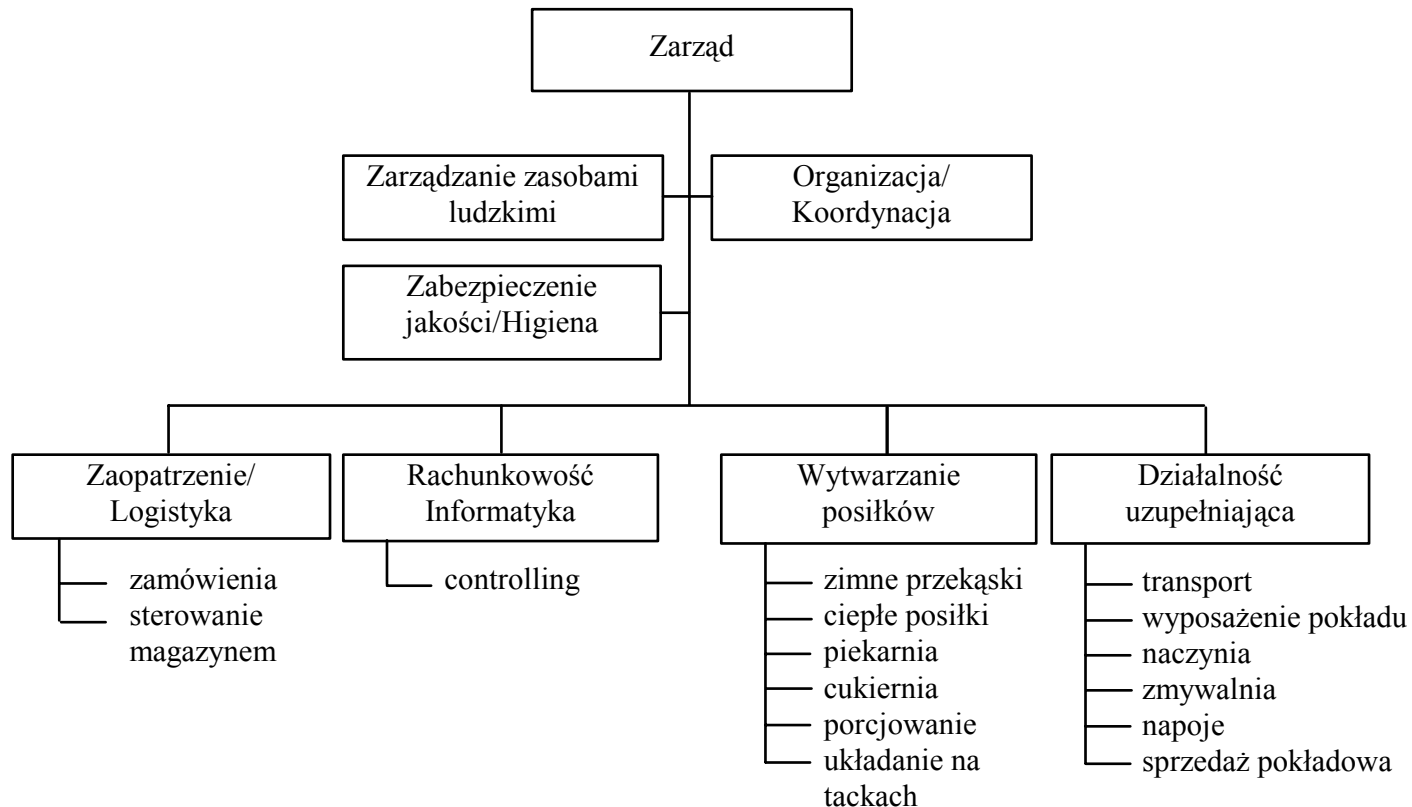 Zarząd
Zarządzanie zasobami
ludzkimi
Organizacja/
Koordynacja
Zabezpieczenie
jakości/Higiena
Zaopatrzenie/
Logistyka
zamówienia
sterowanie
magazynem
Rachunkowość
Informatyka
controlling
Wytwarzanie
posiłków
zimne przekąski
ciepłe posiłki
piekarnia
cukiernia
porcjowanie
układanie na
tackach
Działalność
uzupełniająca
transport
wyposażenie pokładu
naczynia
zmywalnia
napoje
sprzedaż pokładowa